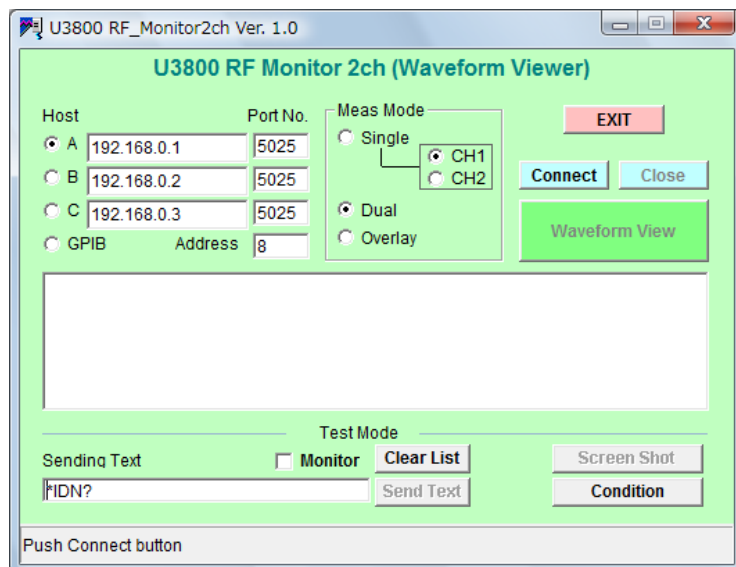 U3800 RF_Monitor2ch Ver. 1.0
U3800 RF Monitor 2ch (Waveform Viewer)
Host Port No. Meas Mode
EXIT
A 192.168.0.1 5025 Single
CH1
B 192.168.0.2 5025 CH2 Connect Close
C 192.168.0.3 5025 Dual
Waveform View
GPIB Address 8 Overlay
Test Mode
Sending Text Monitor Clear List Screen Shot
*IDN? Send Text Condition
Push Connect button